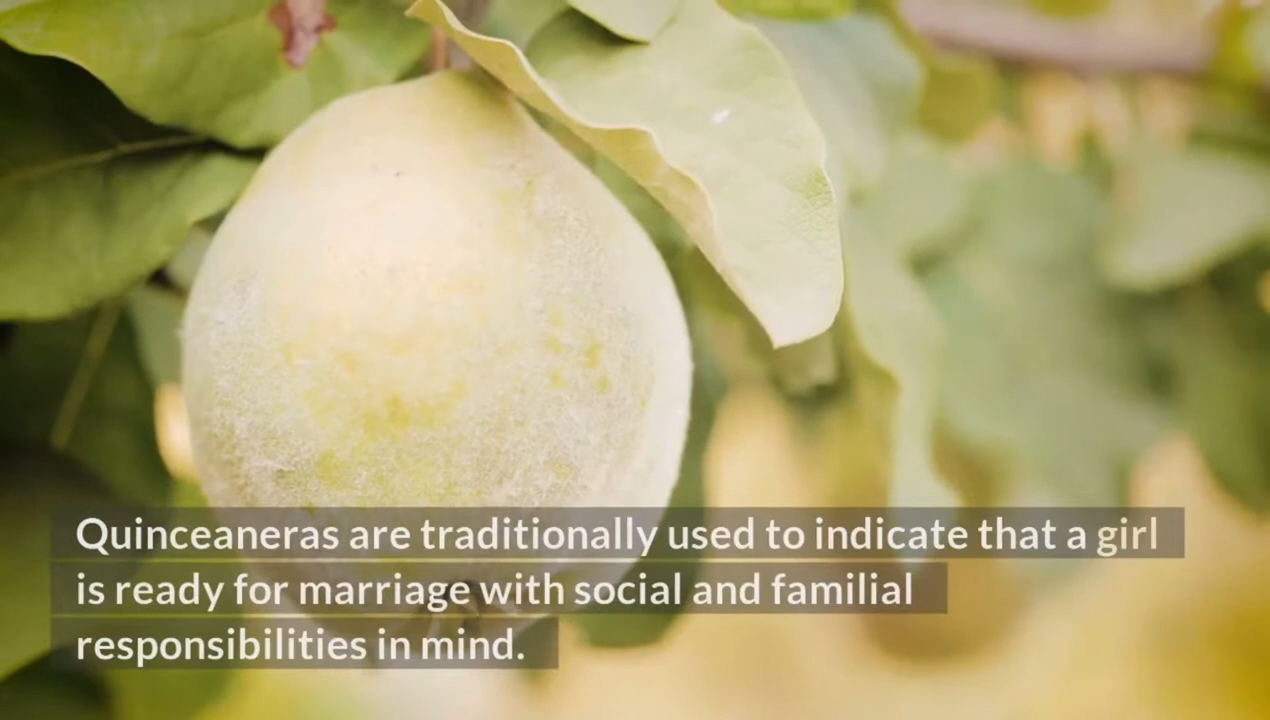 Quinceaneras are traditionally used to indicate that a girl
is ready for marriage with social and familial
responsibilities in mind.